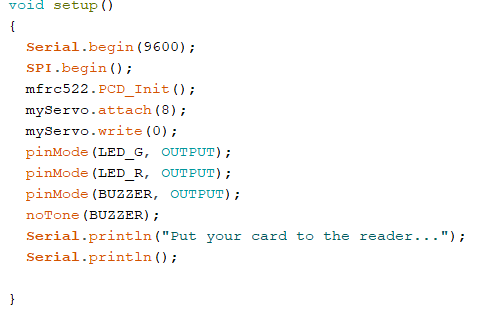 void setup()
{
  Serial.begin(9600);
  SPI.begin();
  mfrc522.PCD_Init();
  myServo.attach(8);
  myServo.write(0);
  pinMode(LED_G, OUTPUT);
  pinMode(LED_R, OUTPUT);
  pinMode(BUZZER, OUTPUT);
  noTone(BUZZER);
  Serial.println("Put your card to the reader...");
  Serial.println();
}